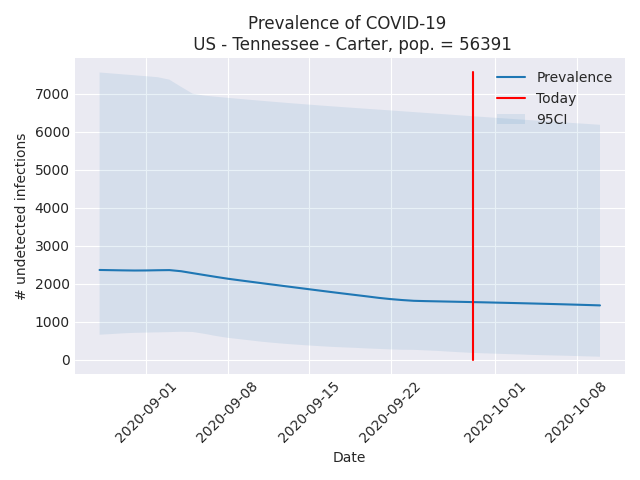 Prevalence of COVID-19
US - Tennessee - Carter, pop. = 56391
Prevalence
Today
95CI
# undetected infections
7000
6000
5000
4000
3000
2000
1000
0
2020-09-01
2020-09-08
2020-09-15
2020-09-22
2020-10-01
2020-10-08
Date